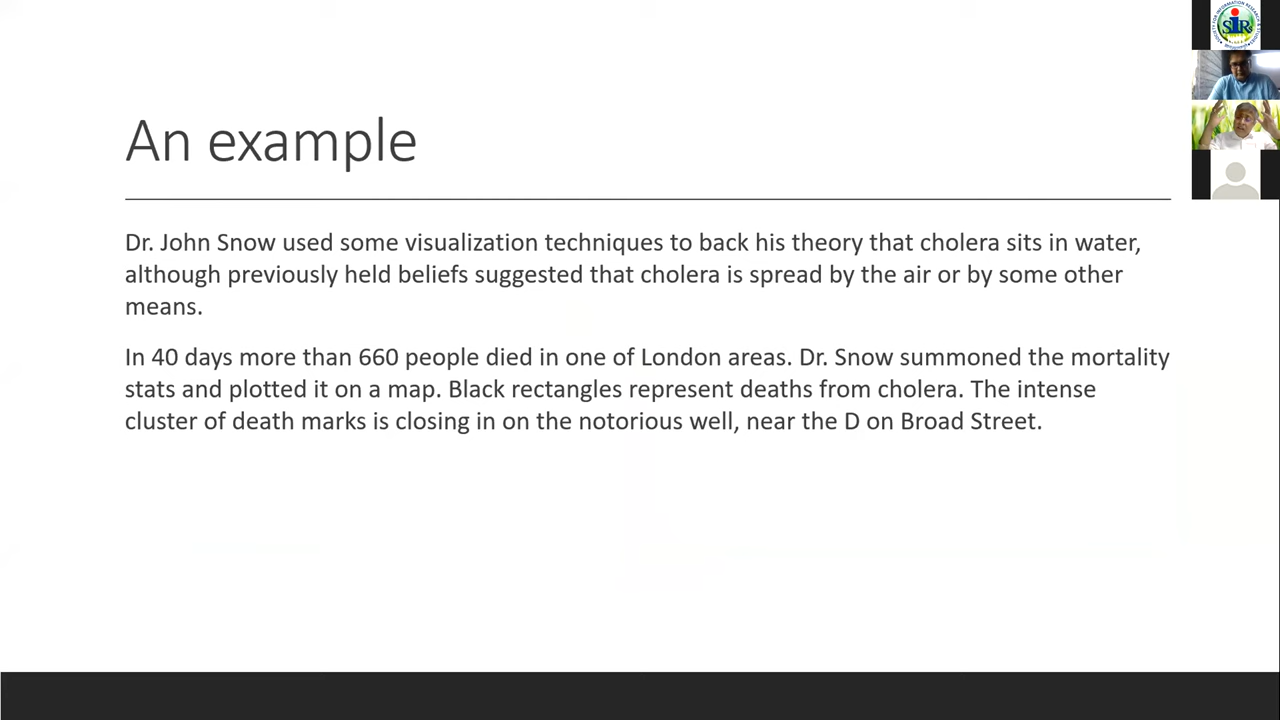 An example
Dr. John Snow used some visualization techniques to back his theory that cholera sits in water,
although previously held beliefs suggested that cholera is spread by the air or by some other
means.
In 40 days more than 660 people died in one of London areas. Dr. Snow summoned the mortality
stats and plotted it on a map. Black rectangles represent deaths from cholera. The intense
cluster of death marks is closing in on the notorious well, near the D on Broad Street.